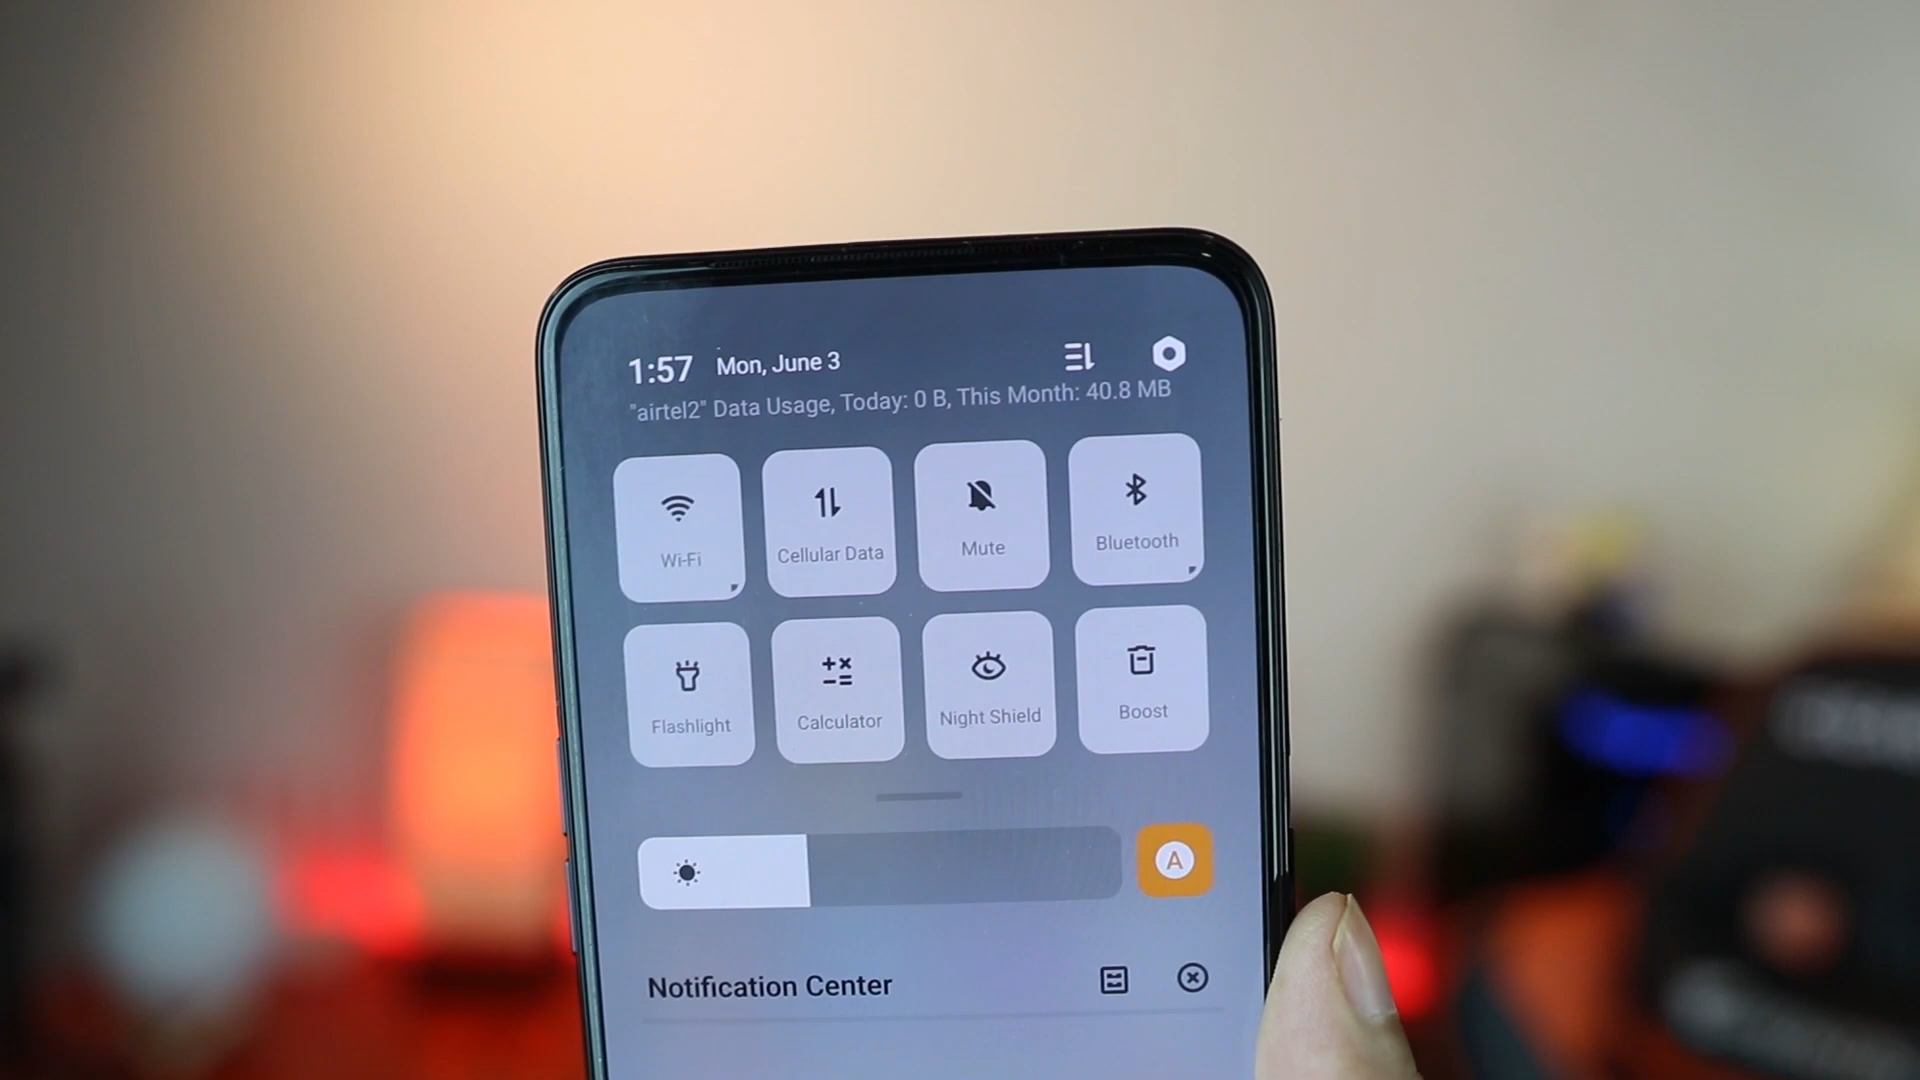 1:57 Mon, June 3
"airtel2" Data Usage, Today: 0 B, This Month: 40.8 MB
Wi-Fi Cellular Data Mute Bluetooth
Flashlight Calculator Night Shield Boost
A
Notification Center